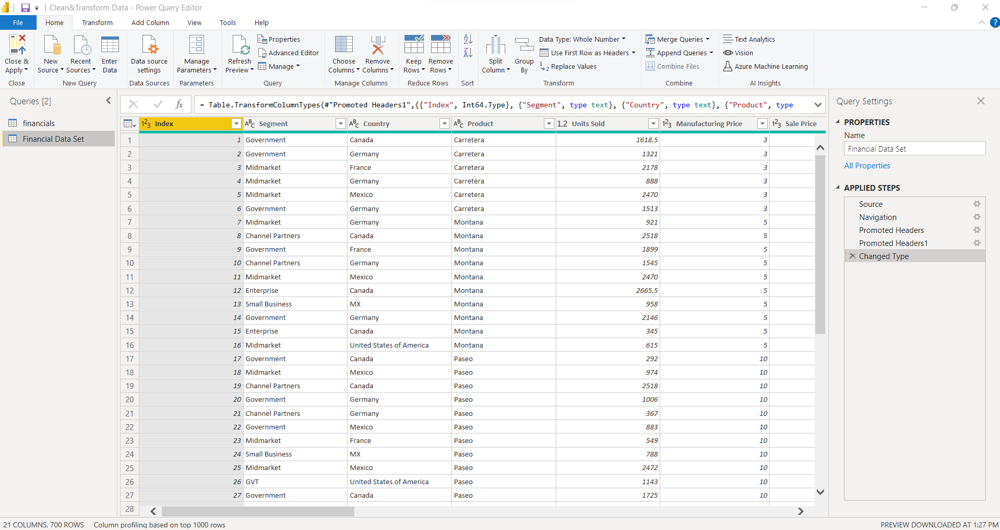 Clean&Transform Data - Power Query Editor
File Home Transform Add Column View Tools Help
Close & Apply
New Source
Recent Sources
Enter Data
Data source settings
Manage Parameters
Refresh Preview
Properties
Advanced Editor
Manage
Choose Columns
Remove Columns
Keep Rows
Remove Rows
Split Column
Group By
Data Type: Whole Number
Use First Row as Headers
Replace Values
Merge Queries
Append Queries
Combine Files
Text Analytics
Vision
Azure Machine Learning
Close New Query Data Sources Parameters Query Manage Columns Reduce Rows Sort Transform Combine AI Insights
Queries [2]
financials
Financial Data Set
fx = Table.TransformColumnTypes(#"Promoted Headers1",{{"Index", Int64.Type}, {"Segment", type text}, {"Country", type text}, {"Product", type
Index Segment Country Product 1.2 Units Sold Manufacturing Price Sale Price
1 1 Government Canada Carretera 1618.5 3
2 2 Government Germany Carretera 1321 3
3 3 Midmarket France Carretera 2178 3
4 4 Midmarket Germany Carretera 888 3
5 5 Midmarket Mexico Carretera 2470 3
6 6 Government Germany Carretera 1513 3
7 7 Midmarket Germany Montana 921 5
8 8 Channel Partners Canada Montana 2518 5
9 9 Government France Montana 1899 5
10 10 Channel Partners Germany Montana 1545 5
11 11 Midmarket Mexico Montana 2470 5
12 12 Enterprise Canada Montana 2665.5 5
13 13 Small Business MX Montana 958 5
14 14 Government Germany Montana 2146 5
15 15 Enterprise Canada Montana 345 5
16 16 Midmarket United States of America Montana 615 5
17 17 Government Canada Paseo 292 10
18 18 Midmarket Mexico Paseo 974 10
19 19 Channel Partners Canada Paseo 2518 10
20 20 Government Germany Paseo 1006 10
21 21 Channel Partners Germany Paseo 367 10
22 22 Government Mexico Paseo 883 10
23 23 Midmarket France Paseo 549 10
24 24 Small Business MX Paseo 788 10
25 25 Midmarket Mexico Paseo 2472 10
26 26 GVT United States of America Paseo 1143 10
27 27 Government Canada Paseo 1725 10
28
Query Settings
PROPERTIES
Name
Financial Data Set
All Properties
APPLIED STEPS
Source
Navigation
Promoted Headers
Promoted Headers1
Changed Type
21 COLUMNS, 700 ROWS Column profiling based on top 1000 rows
PREVIEW DOWNLOADED AT 1:27 PM